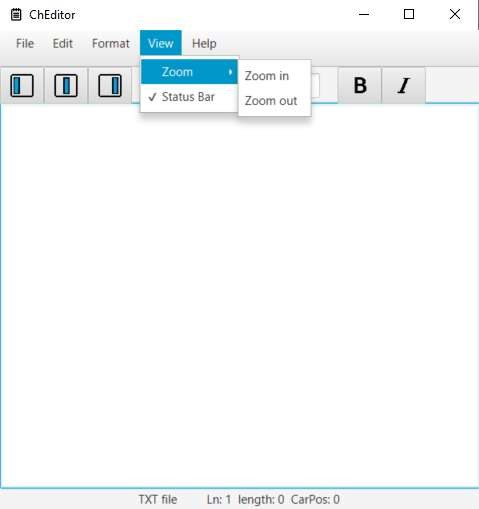 ChEditor
File Edit Format View Help
Zoom
Zoom in
Status Bar
Zoom out
B I
TXT file Ln: 1 length: 0 CarPos: 0